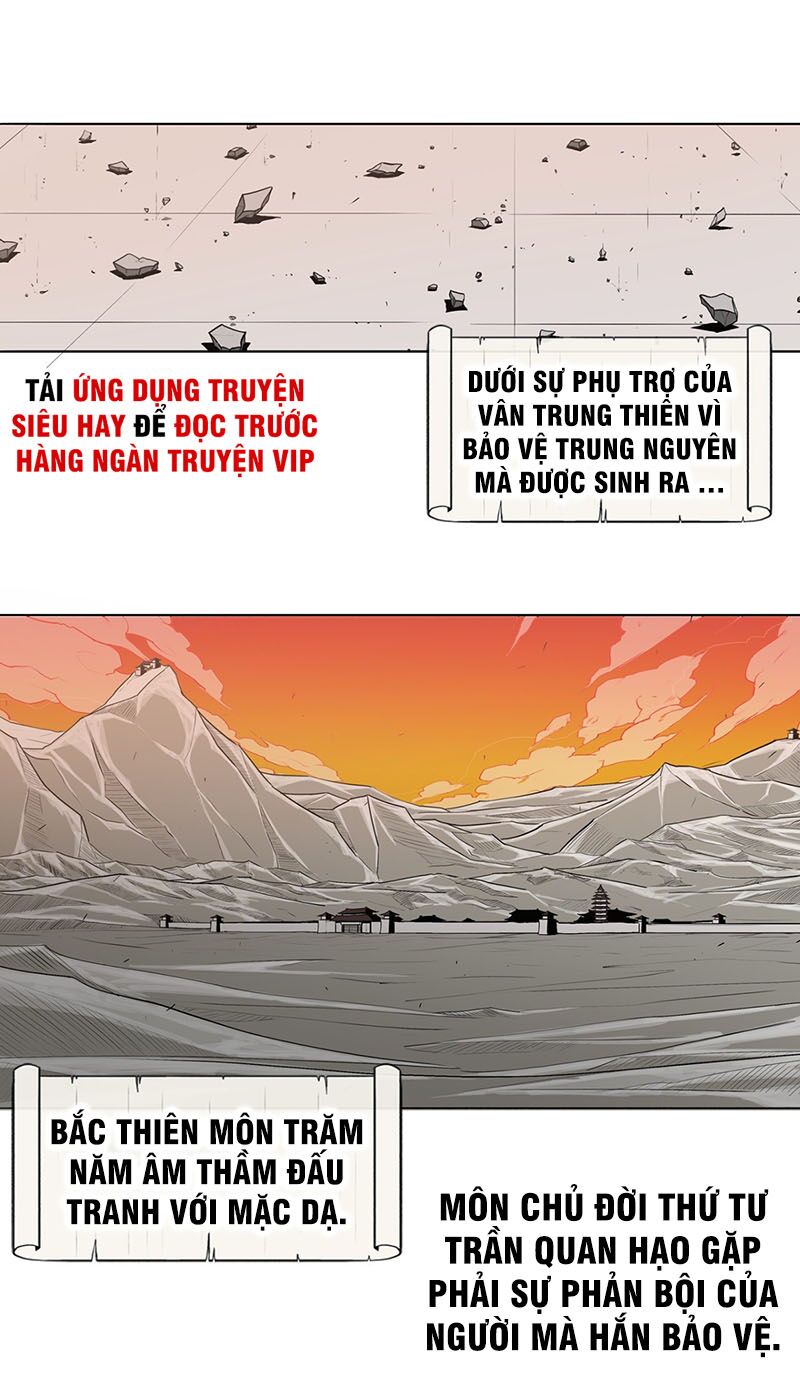 TẢI ỨNG DỤNG TRUYỆN
SIÊU HAY ĐỂ ĐỌC TRƯỚC
HÀNG NGÀN TRUYỆN VIP
DƯỚI SỰ PHỤ TRỢ CỦA
VÂN TRUNG THIÊN VÌ
BẢO VỆ TRUNG NGUYÊN
MÀ ĐƯỢC SINH RA ...
BẮC THIÊN MÔN TRĂM
NĂM ÂM THẦM ĐẤU
TRANH VỚI MẶC DẠ.
MÔN CHỦ ĐỜI THỨ TƯ
TRẦN QUAN HẠO GẶP
PHẢI SỰ PHẢN BỘI CỦA
NGƯỜI MÀ HẮN BẢO VỆ.